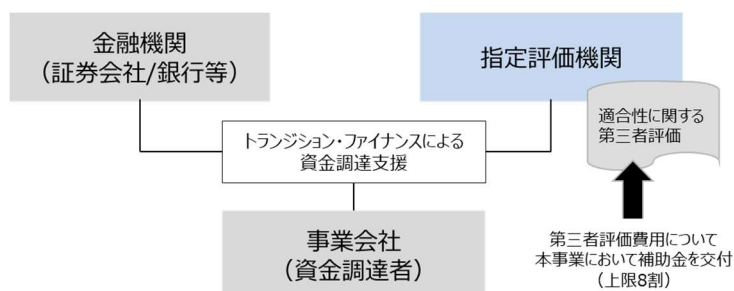 金融機関
（証券会社/銀行等）
指定評価機関
適合性に関する
第三者評価
トランジション・ファイナンスによる
資金調達支援
事業会社
（資金調達者）
第三者評価費用について
本事業において補助金を交付
（上限8割）